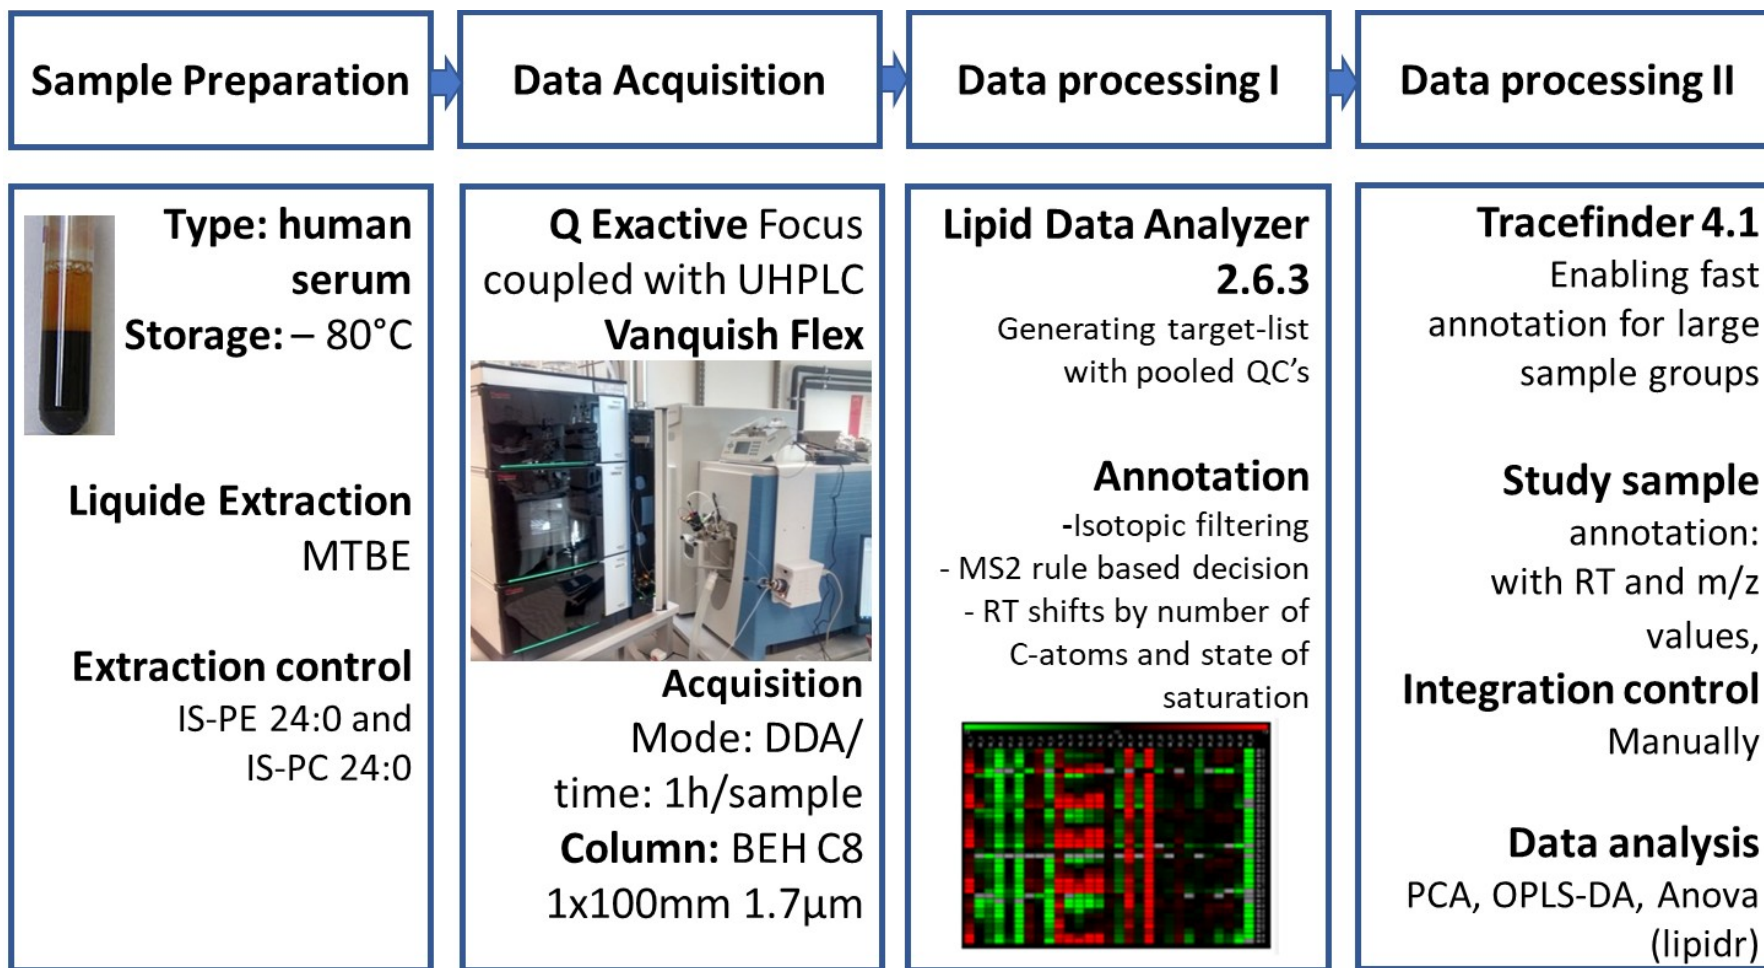 Sample Preparation
Data Acquisition
Data processing I
Data processing II
Type: human
serum
Storage: – 80°C
Liquide Extraction
MTBE
Extraction control
IS-PE 24:0 and
IS-PC 24:0
Q Exactive Focus
coupled with UHPLC
Vanquish Flex
Acquisition
Mode: DDA/
time: 1h/sample
Column: BEH C8
1x100mm 1.7µm
Lipid Data Analyzer
2.6.3
Generating target-list
with pooled QC's
Annotation
-Isotopic filtering
- MS2 rule based decision
- RT shifts by number of
C-atoms and state of
saturation
Tracefinder 4.1
Enabling fast
annotation for large
sample groups
Study sample
annotation:
with RT and m/z
values,
Integration control
Manually
Data analysis
PCA, OPLS-DA, Anova
(lipidr)